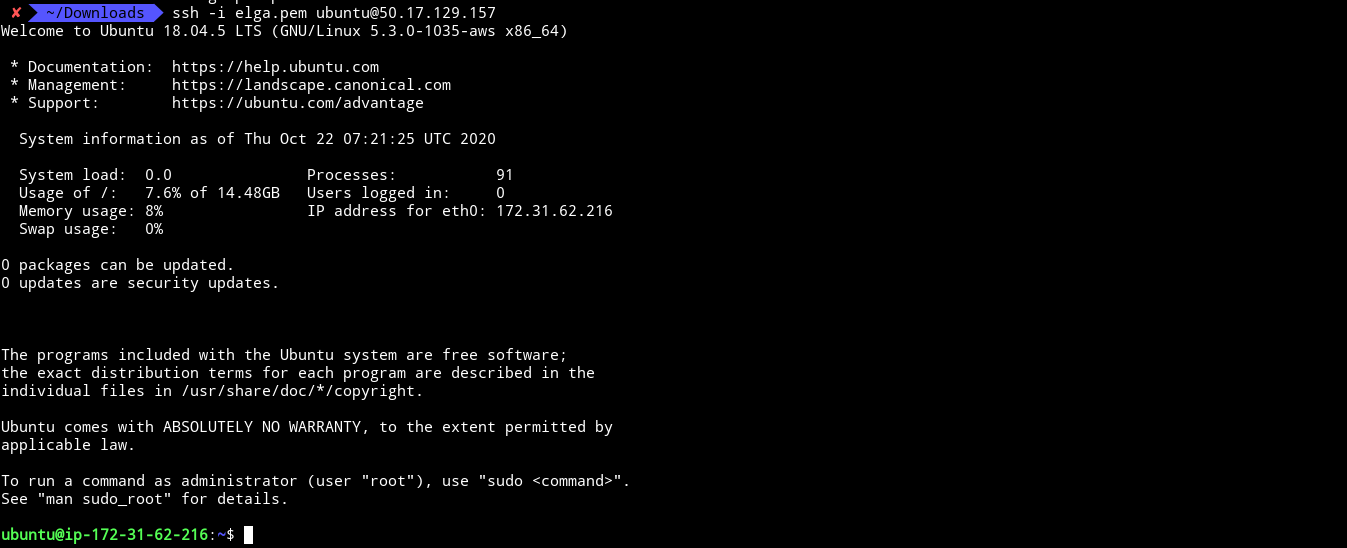 ✘ ~/Downloads ssh -i elga.pem ubuntu@50.17.129.157
Welcome to Ubuntu 18.04.5 LTS (GNU/Linux 5.3.0-1035-aws x86_64)
* Documentation:  https://help.ubuntu.com
* Management:     https://landscape.canonical.com
* Support:        https://ubuntu.com/advantage
System information as of Thu Oct 22 07:21:25 UTC 2020
System load:  0.0               Processes:           91
Usage of /:   7.6% of 14.48GB   Users logged in:     0
Memory usage: 8%                IP address for eth0: 172.31.62.216
Swap usage:   0%
0 packages can be updated.
0 updates are security updates.
The programs included with the Ubuntu system are free software;
the exact distribution terms for each program are described in the
individual files in /usr/share/doc/*/copyright.
Ubuntu comes with ABSOLUTELY NO WARRANTY, to the extent permitted by
applicable law.
To run a command as administrator (user "root"), use "sudo <command>".
See "man sudo_root" for details.
ubuntu@ip-172-31-62-216:~$